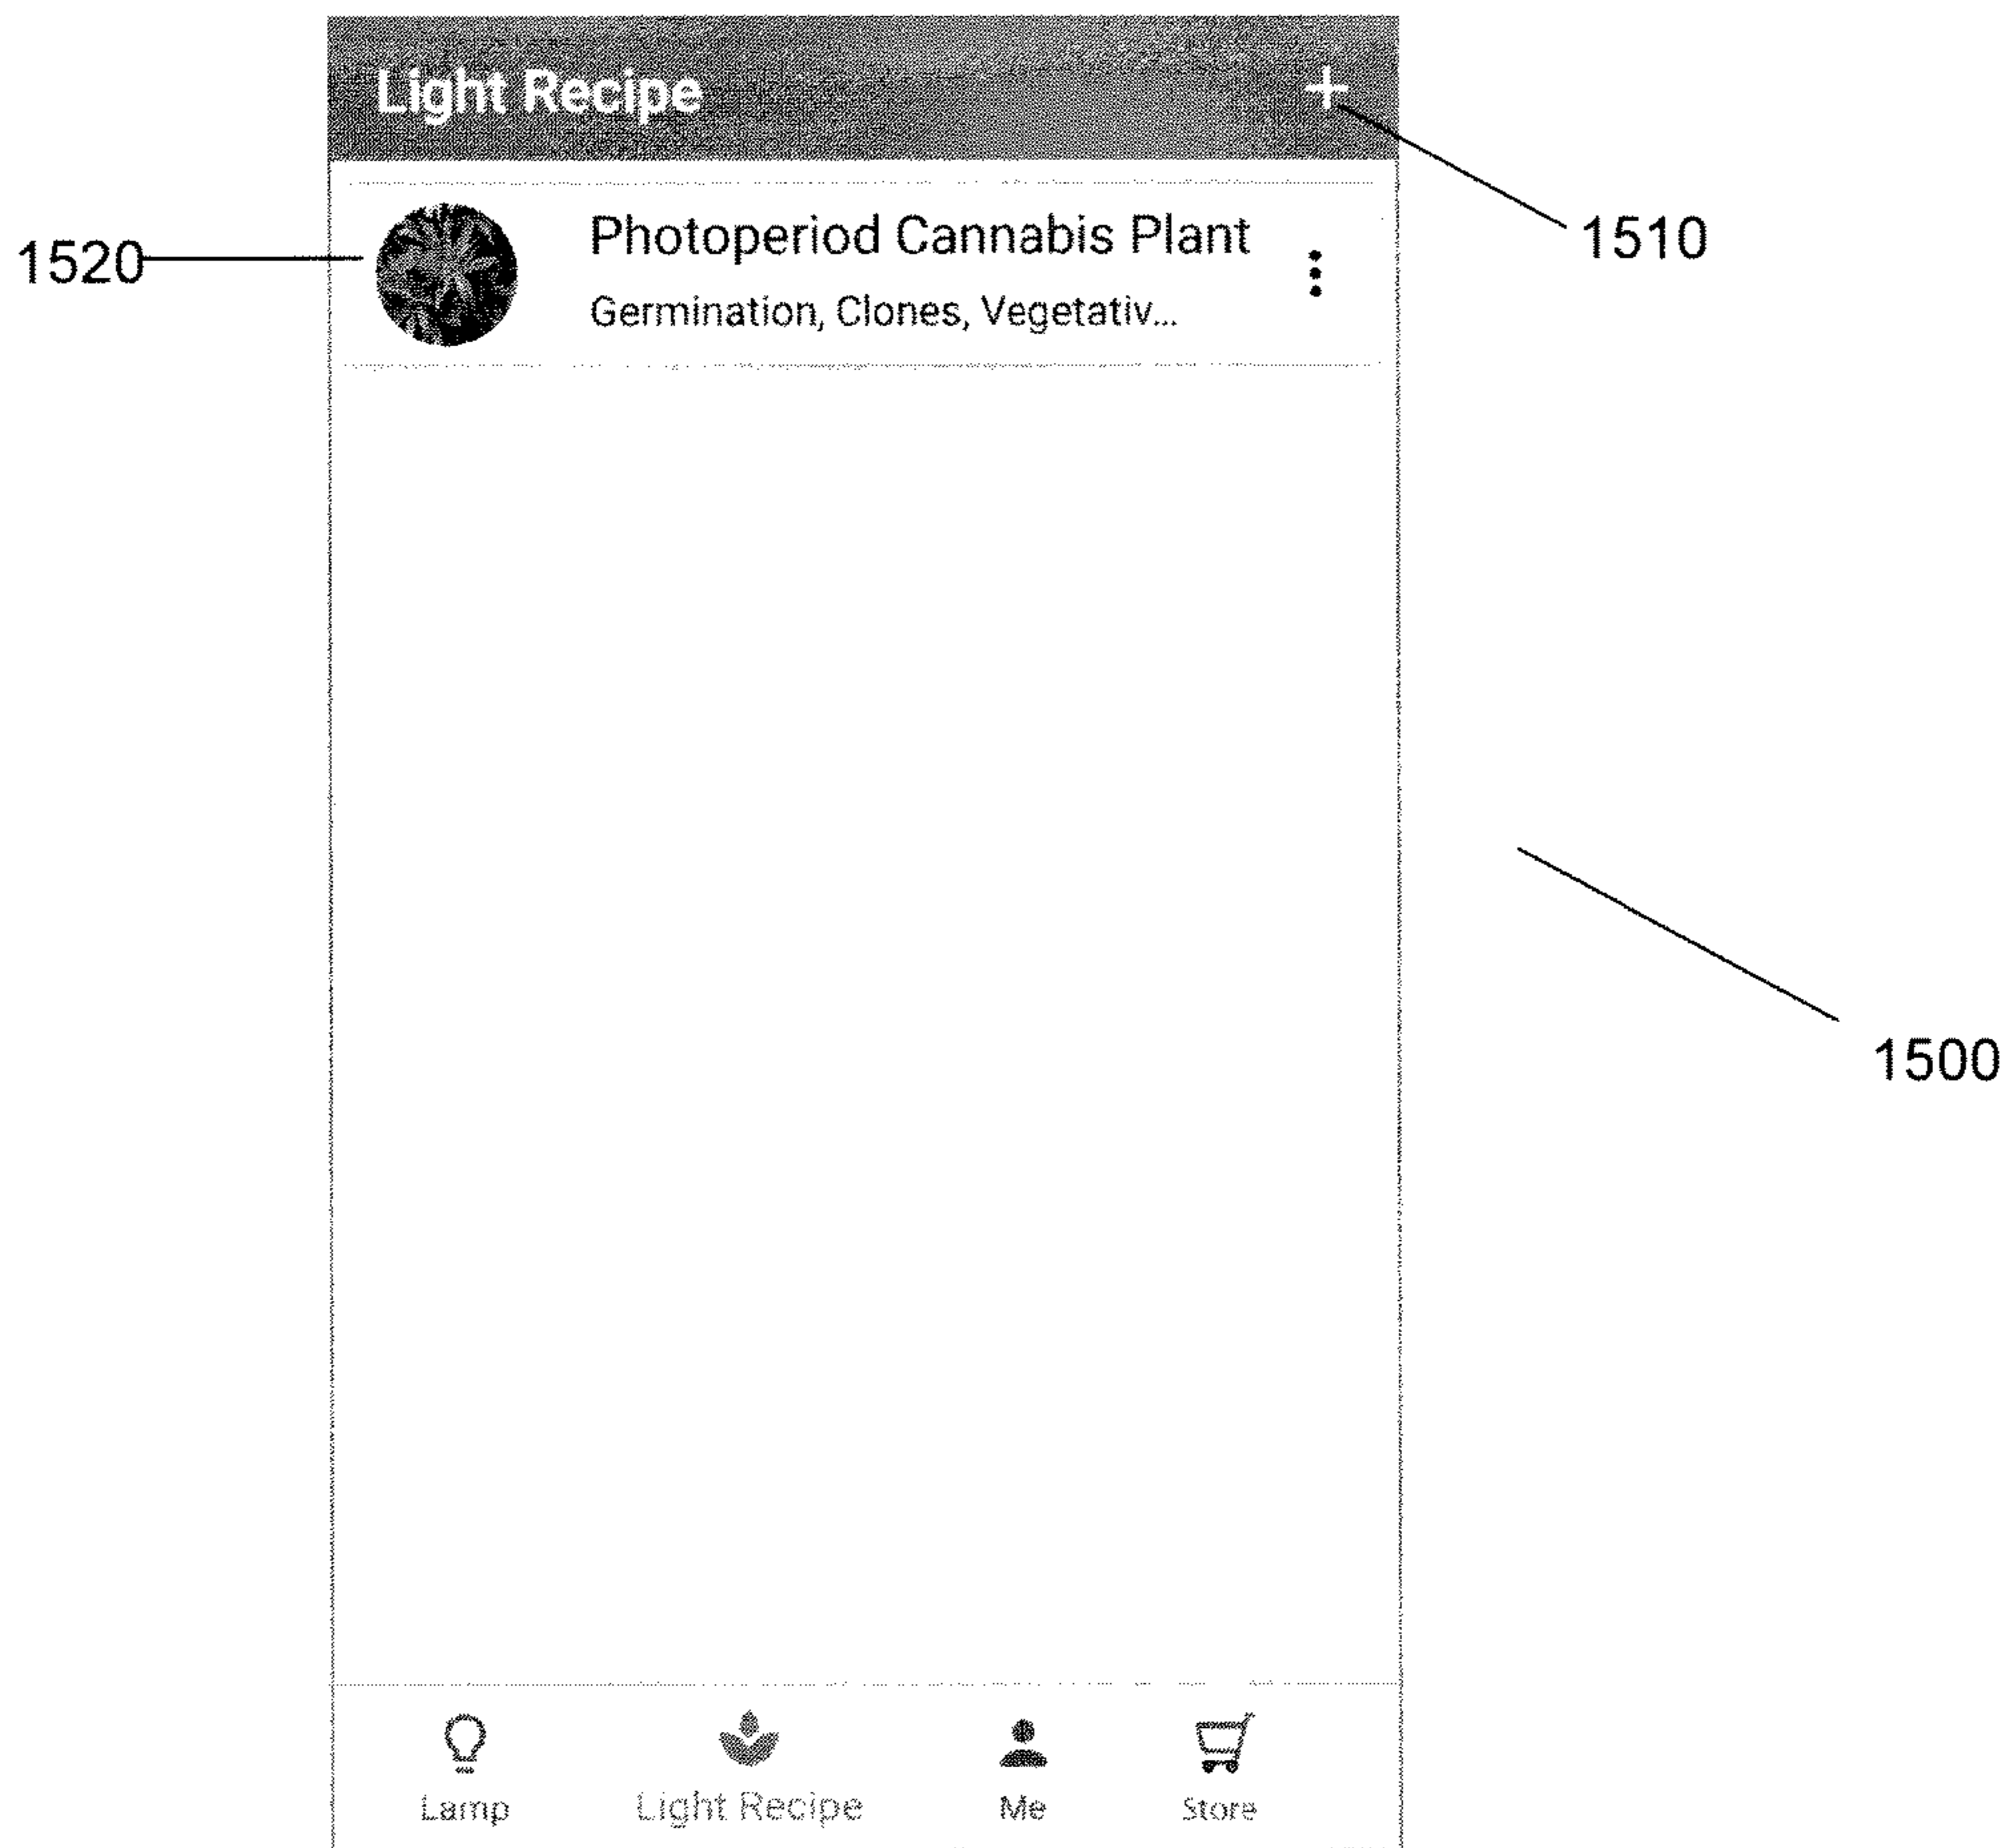 Light Recipe
1510
1520
Photoperiod Cannabis Plant
Germination, Clones, Vegetativ...
1500
Lamp Light Recipe Me Store